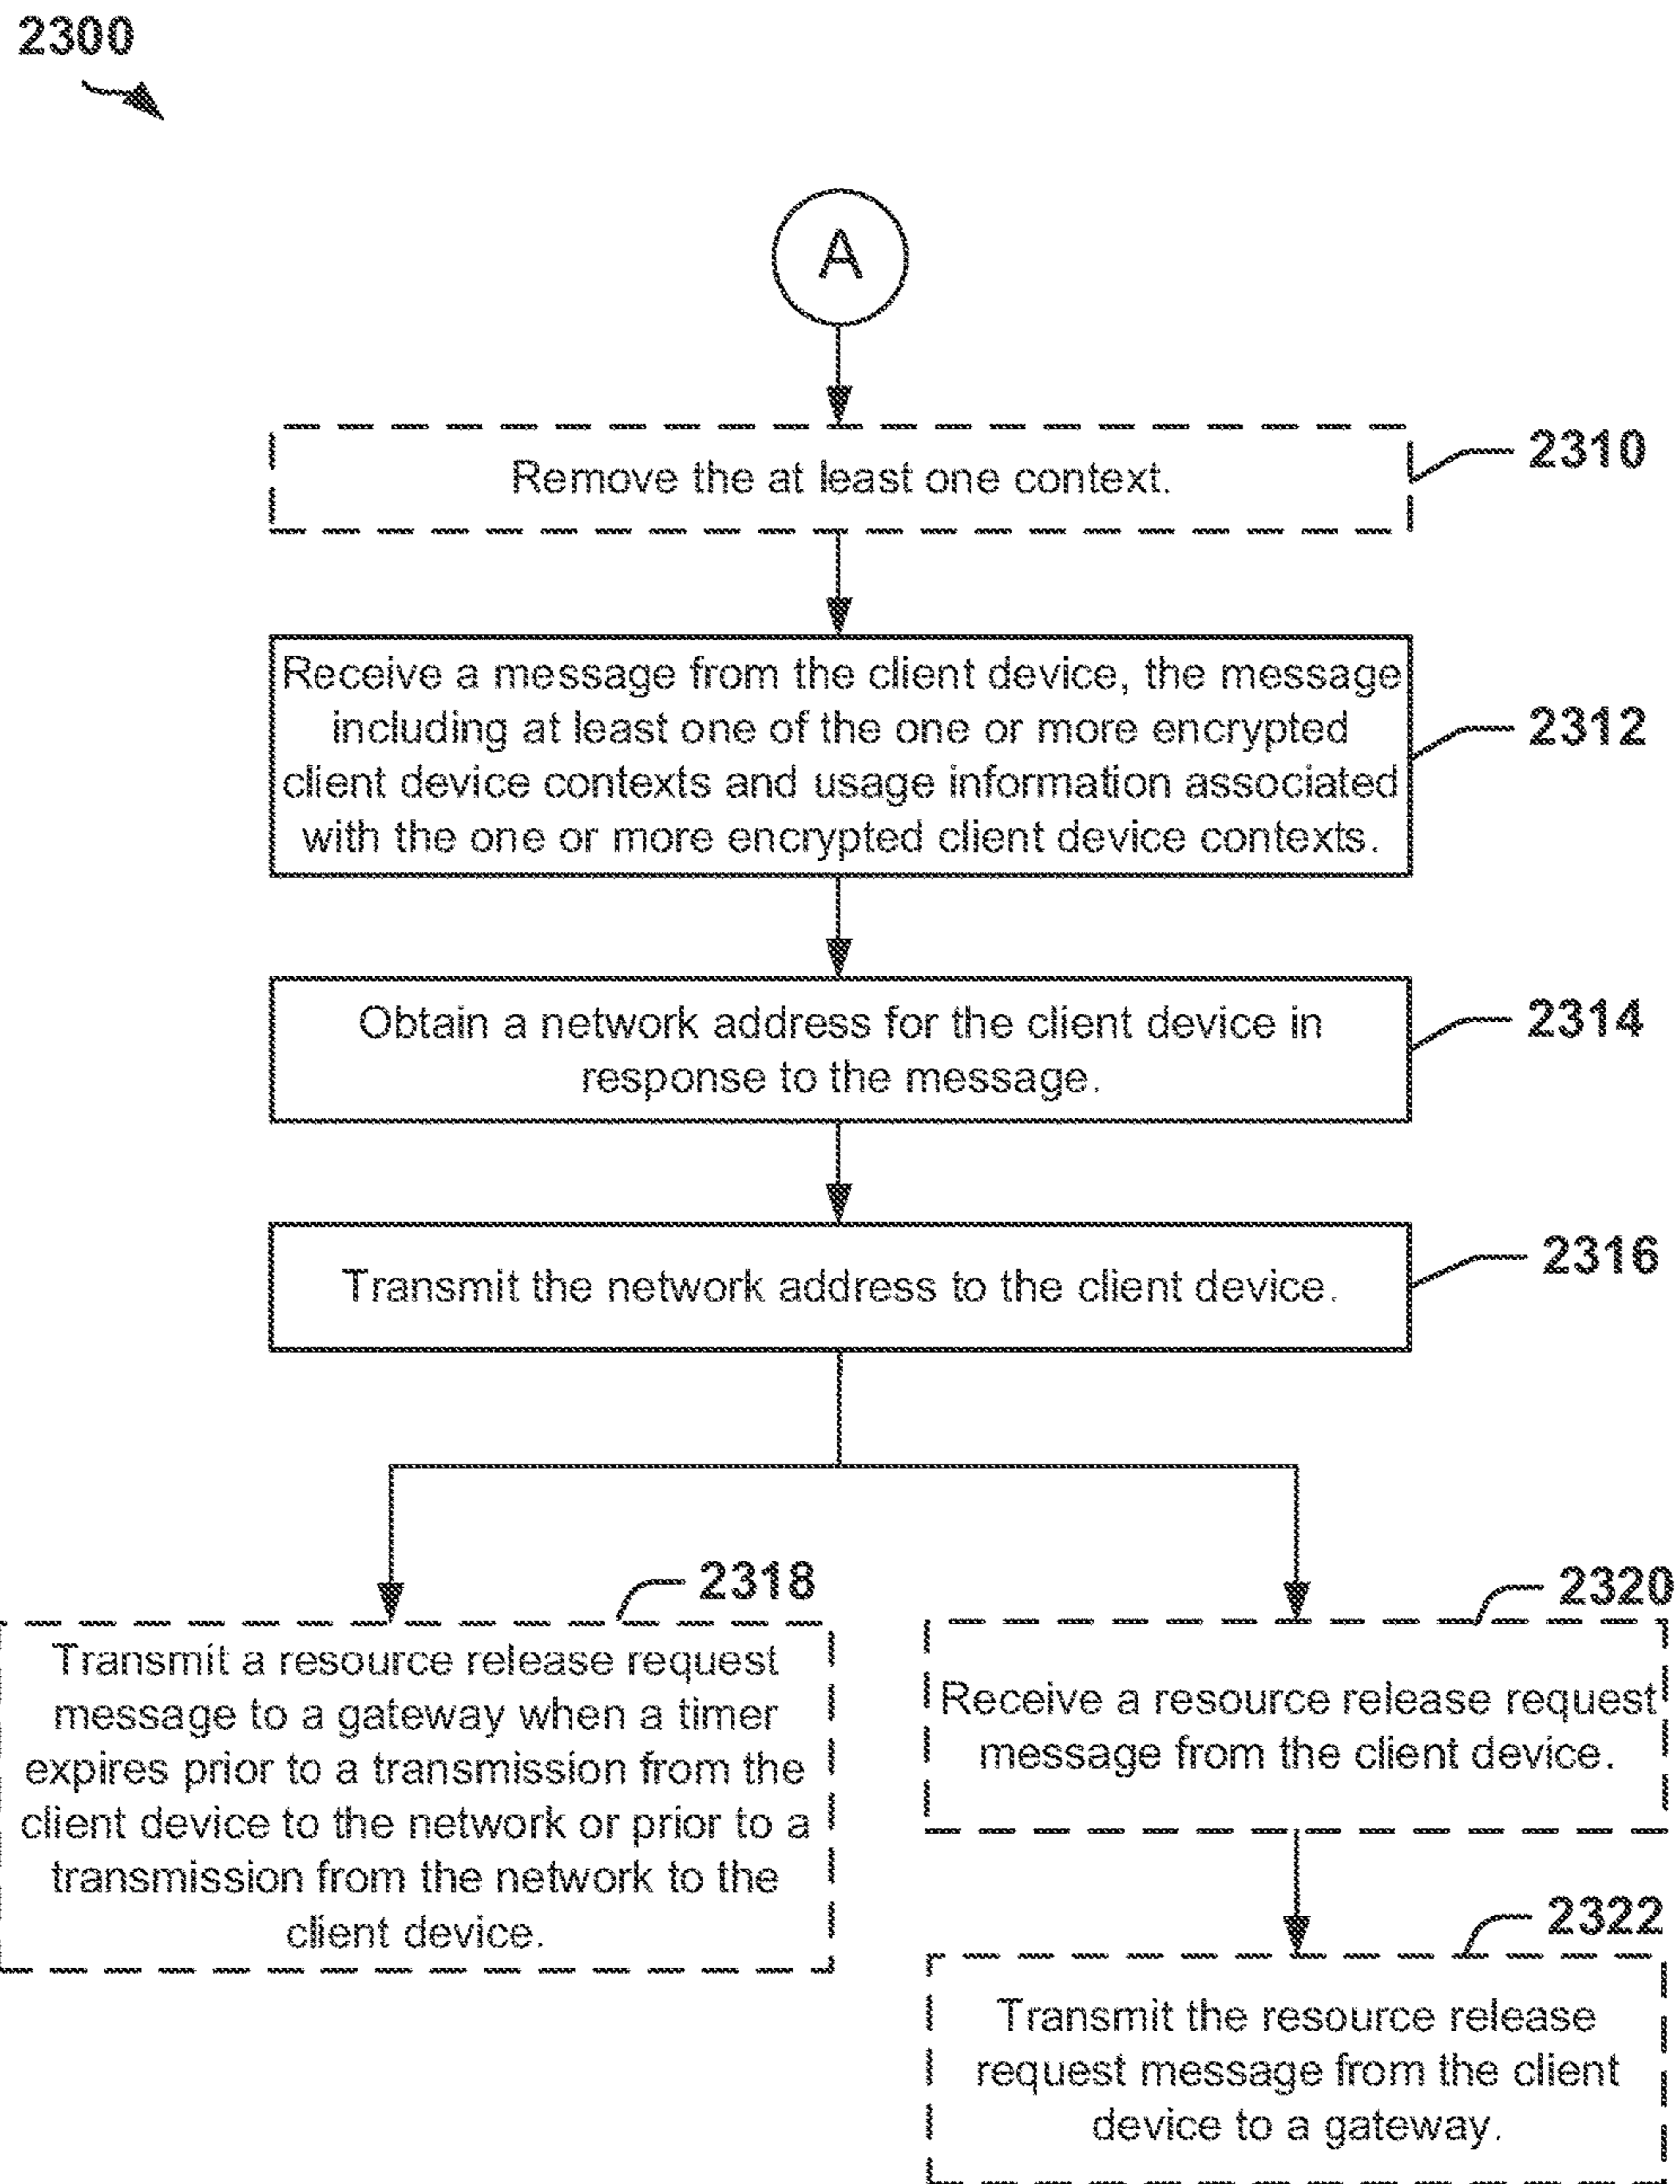 2300
A
Remove the at least one context.
2310
Receive a message from the client device, the message
including at least one of the one or more encrypted
client device contexts and usage information associated
with the one or more encrypted client device contexts.
2312
Obtain a network address for the client device in
response to the message.
2314
Transmit the network address to the client device.
2316
2318
Transmit a resource release request
message to a gateway when a timer
expires prior to a transmission from the
client device to the network or prior to a
transmission from the network to the
client device.
2320
Receive a resource release request
message from the client device.
2322
Transmit the resource release
request message from the client
device to a gateway.